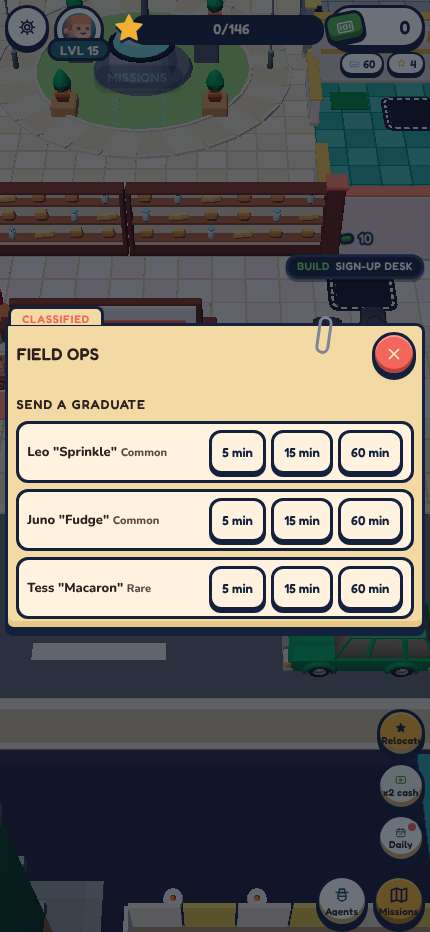 LVL 15
0/146
0
60
4
MISSIONS
10
BUILD SIGN-UP DESK
CLASSIFIED
FIELD OPS
SEND A GRADUATE
Leo "Sprinkle" Common
5 min
15 min
60 min
Juno "Fudge" Common
5 min
15 min
60 min
Tess "Macaron" Rare
5 min
15 min
60 min
Relocate
x2 cash
Daily
Agents
Missions